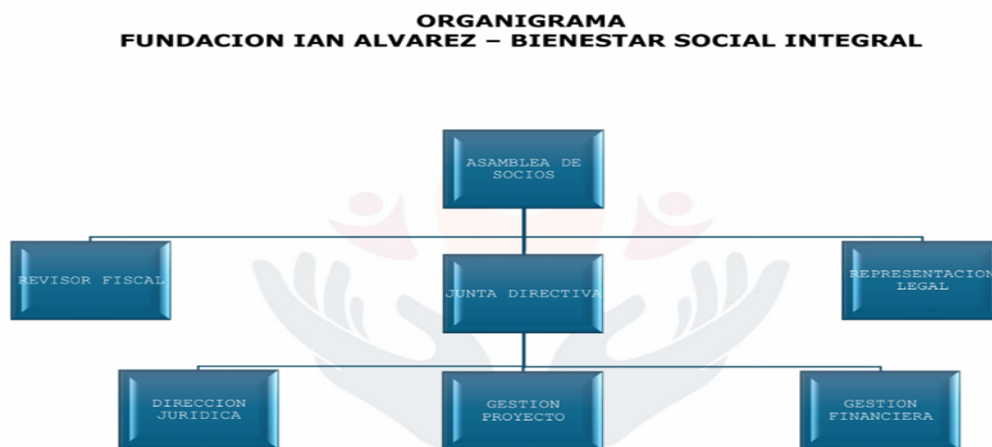 ORGANIGRAMA
FUNDACION IAN ALVAREZ – BIENESTAR SOCIAL INTEGRAL
ASAMBLEA DE
SOCIOS
REVISOR FISCAL
JUNTA DIRECTIVA
REPRESENTACION
LEGAL
DIRECCION
JURIDICA
GESTION
PROYECTO
GESTION
FINANCIERA